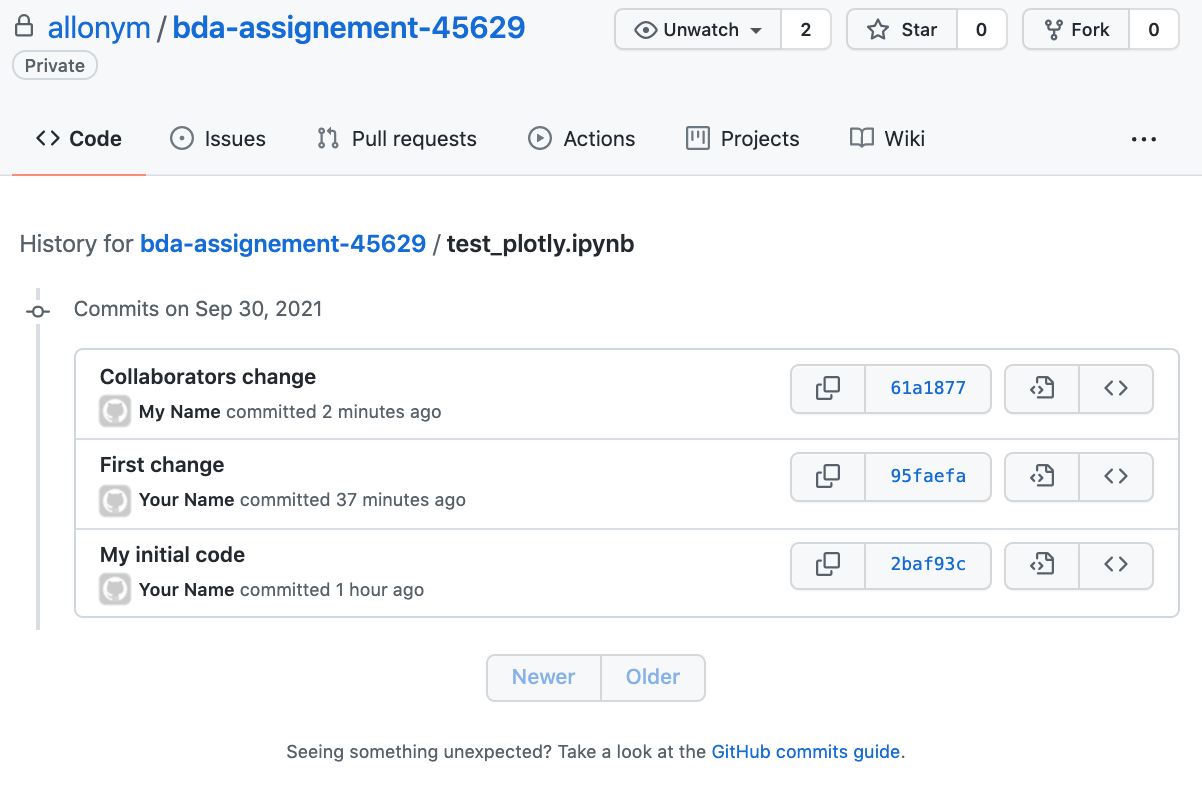 allonym / bda-assignement-45629
Unwatch 2 Star 0 Fork 0
Private
Code Issues Pull requests Actions Projects Wiki ...
History for bda-assignement-45629 / test_plotly.ipynb
Commits on Sep 30, 2021
Collaborators change
61a1877
My Name committed 2 minutes ago
First change
95faefa
Your Name committed 37 minutes ago
My initial code
2baf93c
Your Name committed 1 hour ago
Newer Older
Seeing something unexpected? Take a look at the GitHub commits guide.